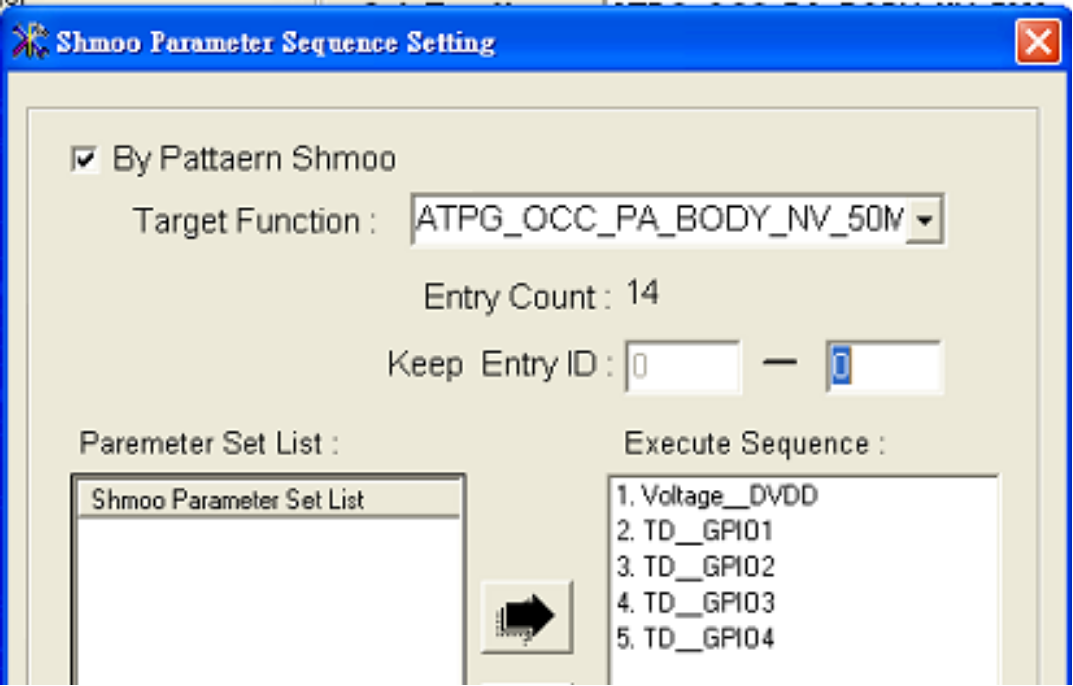 Shmoo Parameter Sequence Setting
By Pattaern Shmoo
Target Function : ATPG_OCC_PA_BODY_NV_50M
Entry Count : 14
Keep Entry ID : 0 — 0
Paremeter Set List :
Execute Sequence :
Shmoo Parameter Set List
1. Voltage__DVDD
2. TD__GPIO1
3. TD__GPIO2
4. TD__GPIO3
5. TD__GPIO4